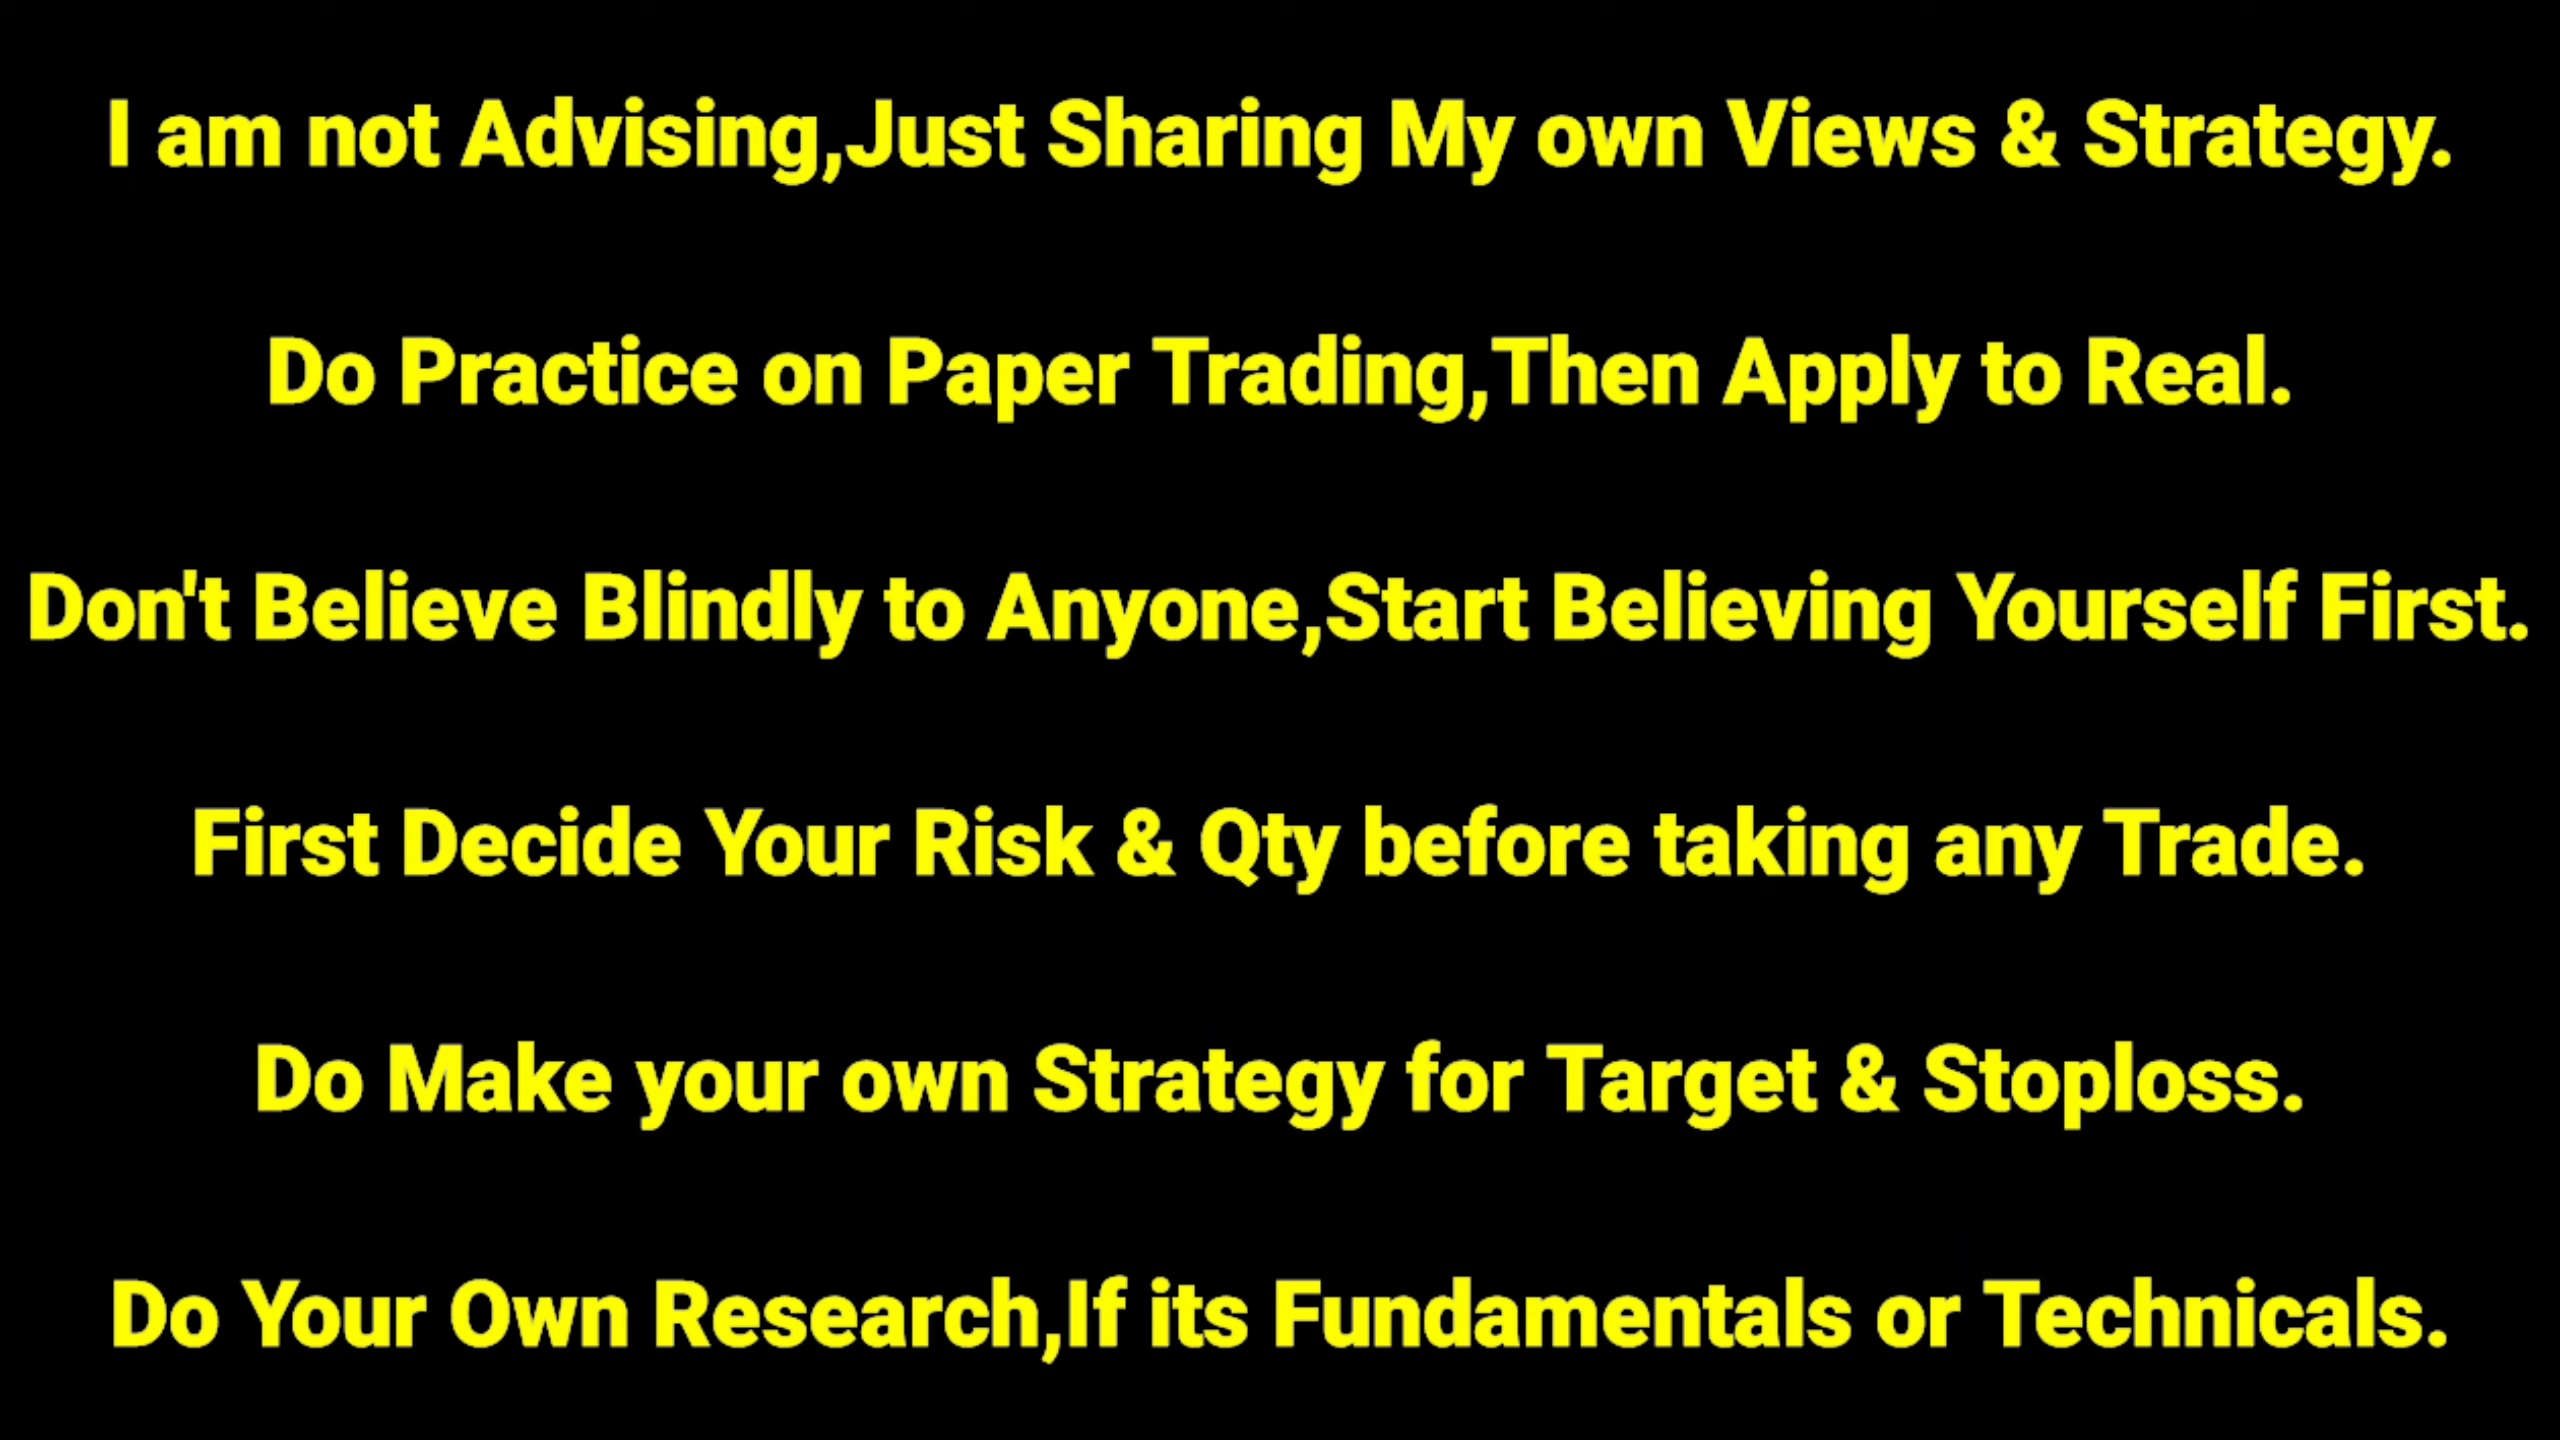 I am not Advising,Just Sharing My own Views & Strategy.
Do Practice on Paper Trading,Then Apply to Real.
Don't Believe Blindly to Anyone,Start Believing Yourself First.
First Decide Your Risk & Qty before taking any Trade.
Do Make your own Strategy for Target & Stoploss.
Do Your Own Research,If its Fundamentals or Technicals.